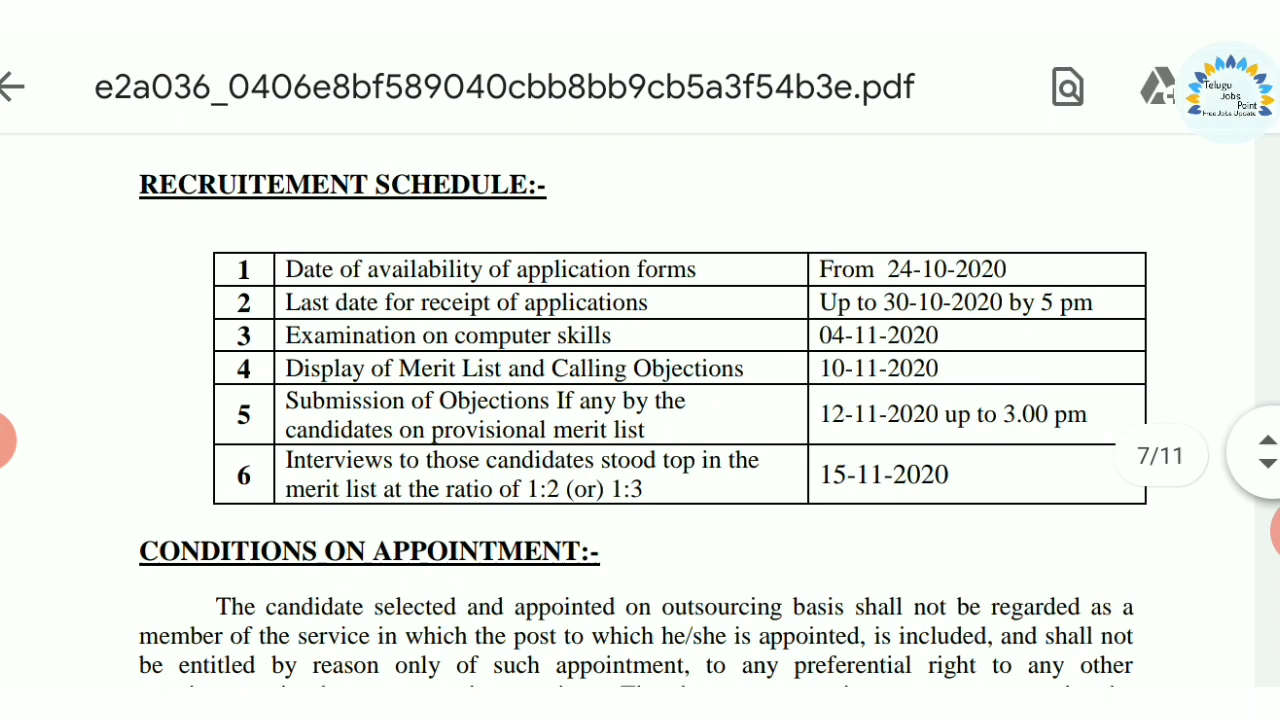 e2a036_0406e8bf589040cbb8bb9cb5a3f54b3e.pdf
Telugu
Jobs
Point
Free Jobs Update
RECRUITEMENT SCHEDULE:-
1 Date of availability of application forms From 24-10-2020
2 Last date for receipt of applications Up to 30-10-2020 by 5 pm
3 Examination on computer skills 04-11-2020
4 Display of Merit List and Calling Objections 10-11-2020
5 Submission of Objections If any by the
candidates on provisional merit list 12-11-2020 up to 3.00 pm
6 Interviews to those candidates stood top in the
merit list at the ratio of 1:2 (or) 1:3 15-11-2020
7/11
CONDITIONS ON APPOINTMENT:-
The candidate selected and appointed on outsourcing basis shall not be regarded as a
member of the service in which the post to which he/she is appointed, is included, and shall not
be entitled by reason only of such appointment, to any preferential right to any other